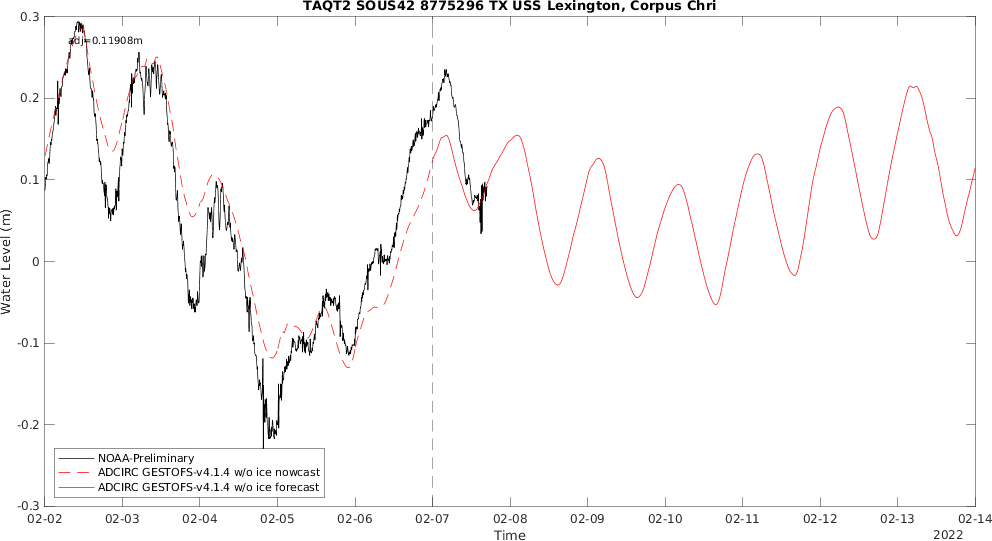 TAQT2 SOUS42 8775296 TX USS Lexington, Corpus Chri
adj=0.11908m
Water Level (m)
0.3
0.2
0.1
0
-0.1
-0.2
-0.3
NOAA-Preliminary
ADCIRC GESTOFS-v4.1.4 w/o ice nowcast
ADCIRC GESTOFS-v4.1.4 w/o ice forecast
02-02 02-03 02-04 02-05 02-06 02-07 02-08 02-09 02-10 02-11 02-12 02-13 02-14
Time
2022